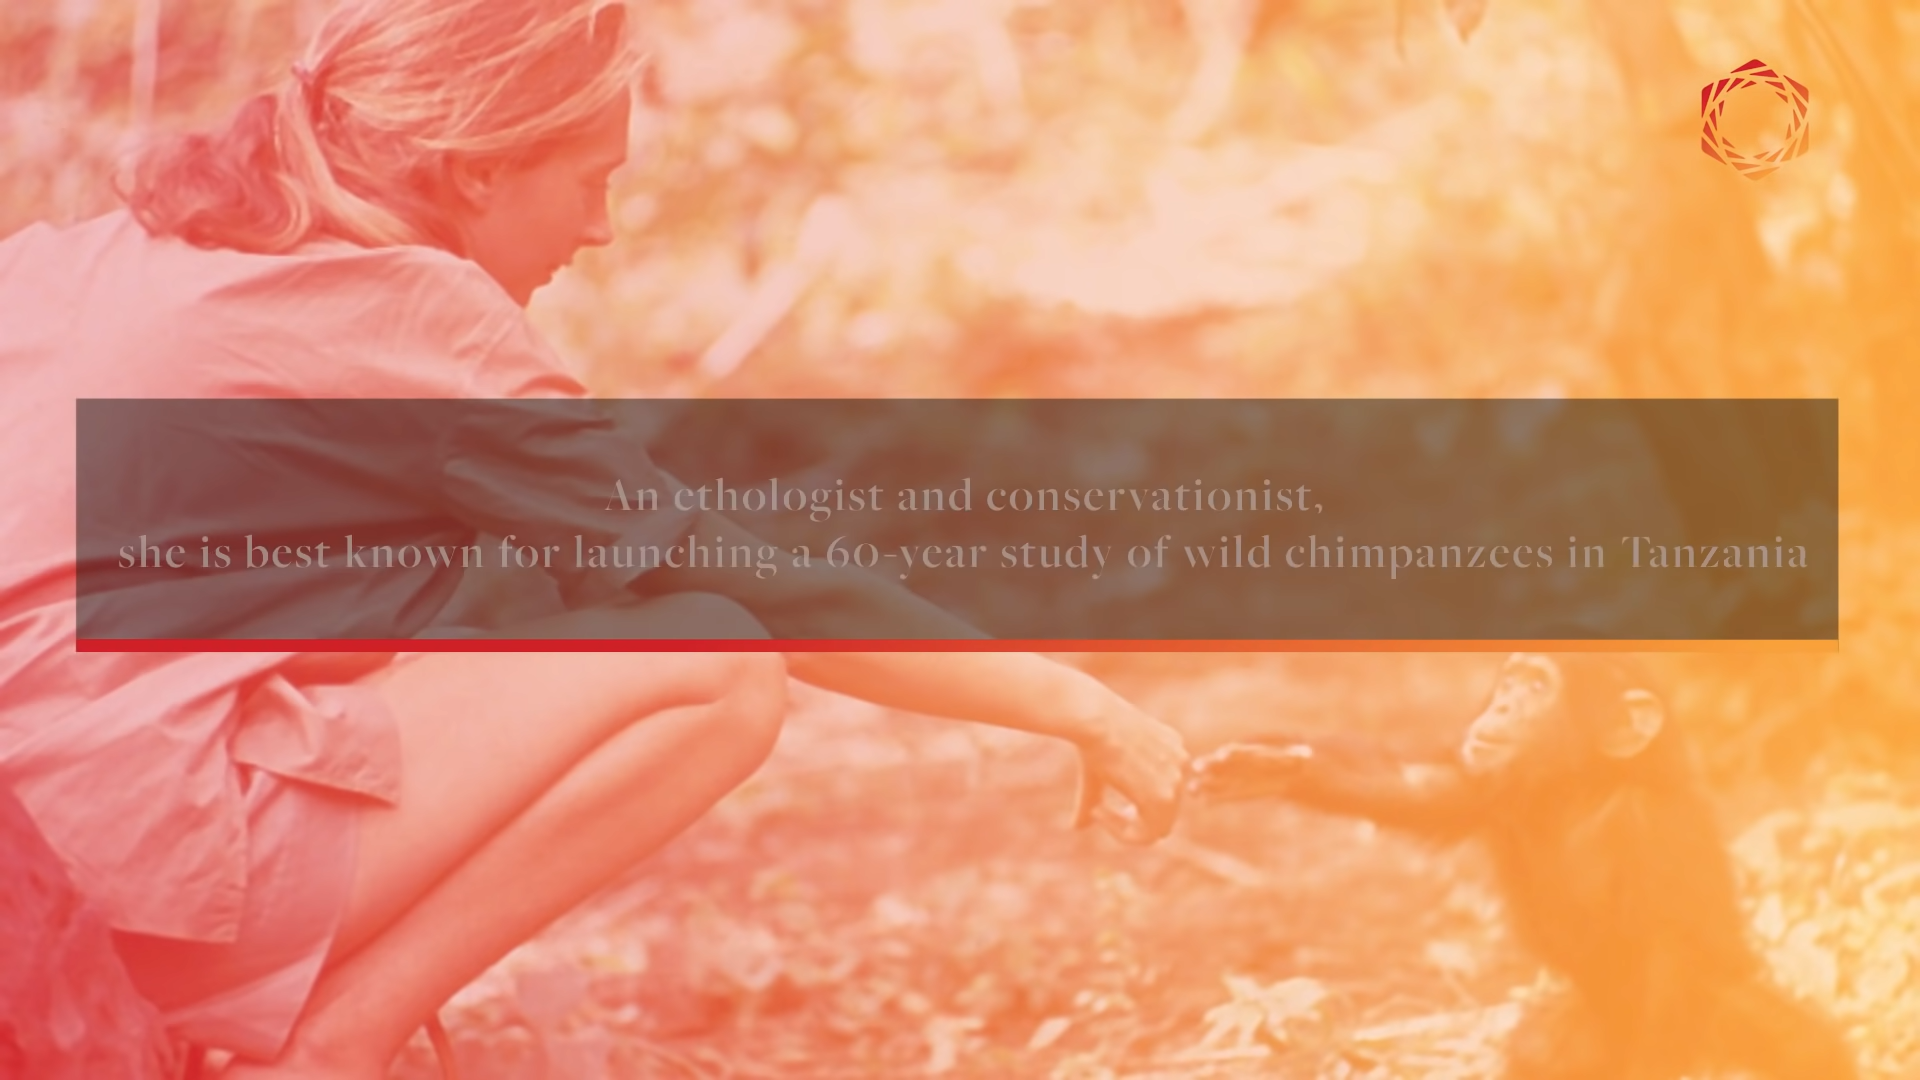 An ethologist and conservationist,
she is best known for launching a 60-year study of wild chimpanzees in Tanzania